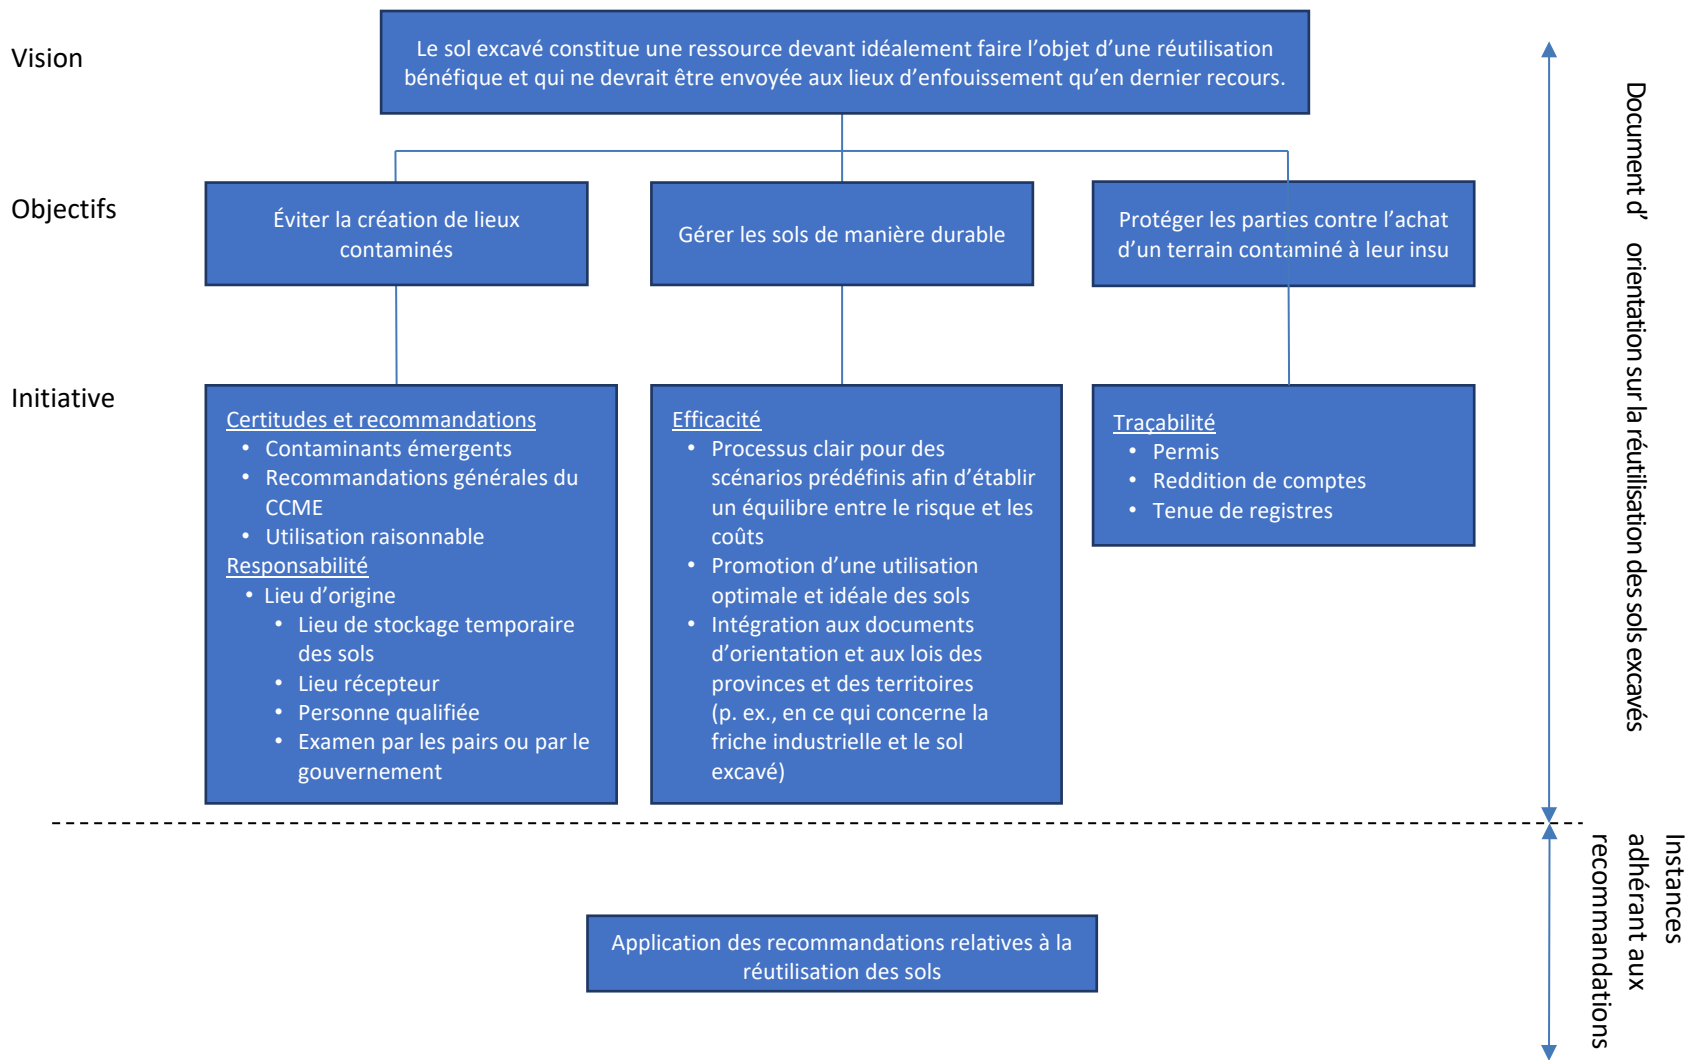 Vision
Le sol excavé constitue une ressource devant idéalement faire l’objet d’une réutilisation
bénéfique et qui ne devrait être envoyée aux lieux d’enfouissement qu’en dernier recours.
Objectifs
Éviter la création de lieux
contaminés
Gérer les sols de manière durable
Protéger les parties contre l’achat
d’un terrain contaminé à leur insu
Initiative
Certitudes et recommandations
• Contaminants émergents
• Recommandations générales du
CCME
• Utilisation raisonnable
Responsabilité
• Lieu d’origine
• Lieu de stockage temporaire
des sols
• Lieu récepteur
• Personne qualifiée
• Examen par les pairs ou par le
gouvernement
Efficacité
• Processus clair pour des
scénarios prédéfinis afin d’établir
un équilibre entre le risque et les
coûts
• Promotion d’une utilisation
optimale et idéale des sols
• Intégration aux documents
d’orientation et aux lois des
provinces et des territoires
(p. ex., en ce qui concerne la
friche industrielle et le sol
excavé)
Traçabilité
• Permis
• Reddition de comptes
• Tenue de registres
Document d’ orientation sur la réutilisation des sols excavés
Application des recommandations relatives à la
réutilisation des sols
Instances
adhérant aux
recommandations